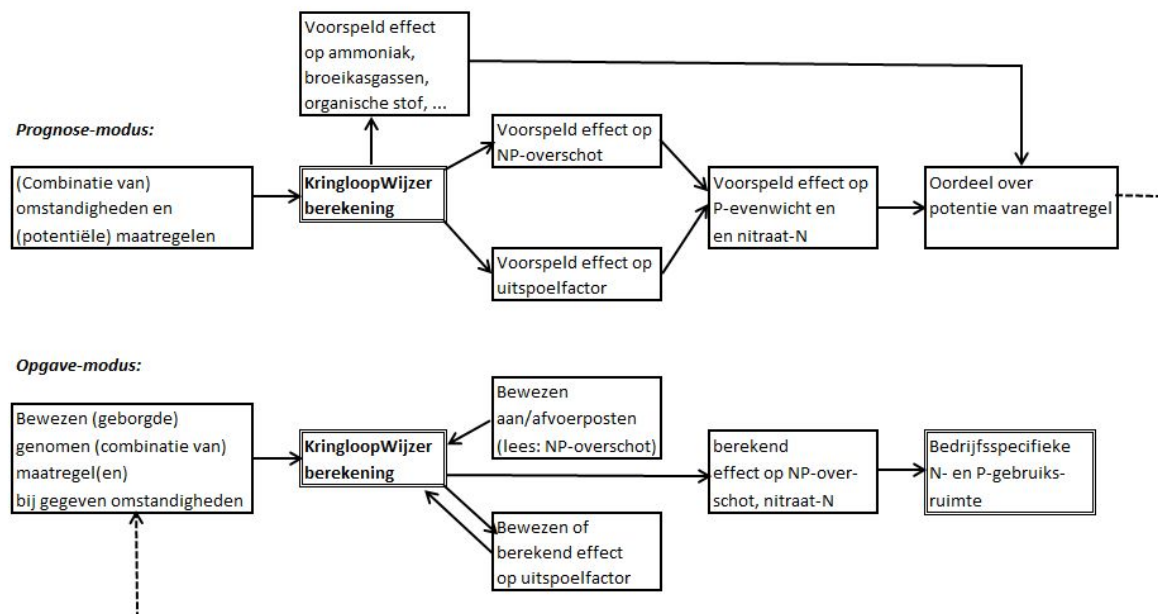 Voorspeld effect
op ammoniak,
broeikasgassen,
organische stof, ...
Prognose-modus:
(Combinatie van)
omstandigheden en
(potentiële) maatregelen
KringloopWijzer
berekening
Voorspeld effect op
NP-overschot
Voorspeld effect op
uitspoelfactor
Voorspeld effect op
P-evenwicht en
en nitraat-N
Oordeel over
potentie van maatregel
Opgave-modus:
Bewezen (geborgde)
genomen (combinatie van)
maatregel(en)
bij gegeven omstandigheden
KringloopWijzer
berekening
Bewezen
aan/afvoerposten
(lees: NP-overschot)
Bewezen of
berekend effect
op uitspoelfactor
berekend
effect op NP-over-
schot, nitraat-N
Bedrijfsspecifieke
N- en P-gebruiks-
ruimte